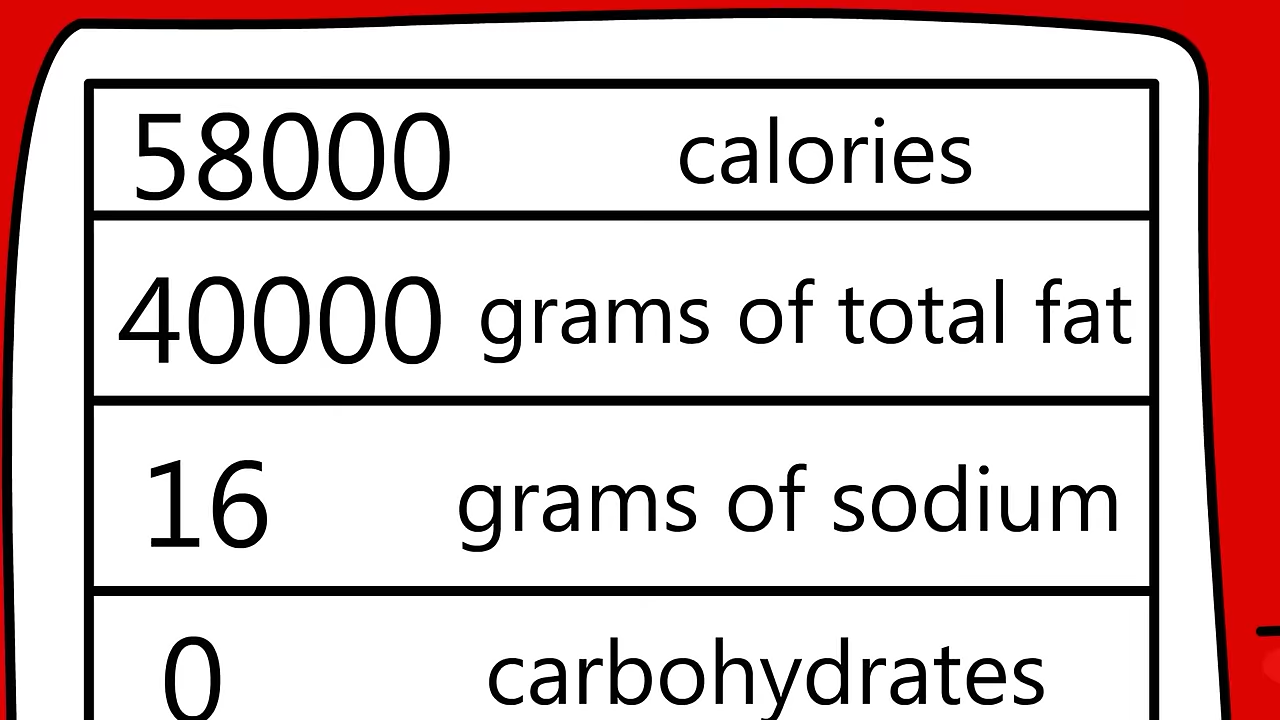 58000 calories
40000 grams of total fat
16 grams of sodium
0 carbohydrates